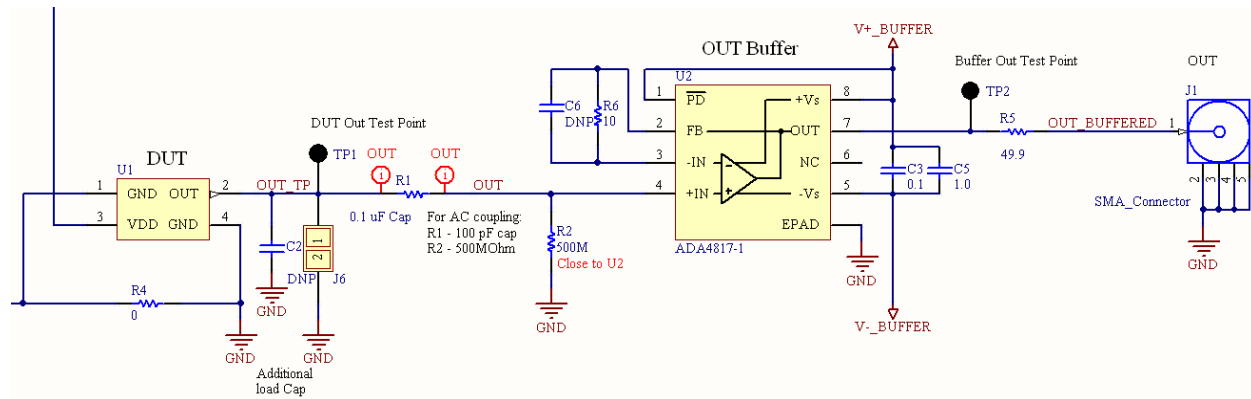 V+_BUFFER
OUT Buffer
Buffer Out Test Point
OUT
U2
J1
1
PD
+Vs
8
TP2
C6
DNP
R6
10
2
FB
OUT
7
R5
OUT_BUFFERED
1
49.9
DUT Out Test Point
3
-IN
NC
6
C3
0.1
C5
1.0
DUT
TP1
OUT
OUT
U1
1
1
2
3
4
5
1
GND
OUT
2
OUT_TP
R1
OUT
4
+IN
-Vs
5
SMA_Connector
3
VDD
GND
4
0.1 uF Cap
For AC coupling:
R1 - 100 pF cap
R2 - 500MOhm
R2
500M
Close to U2
EPAD
ADA4817-1
C2
DNP
1
2
J6
GND
GND
GND
R4
0
GND
GND
GND
V-_BUFFER
Additional
load Cap